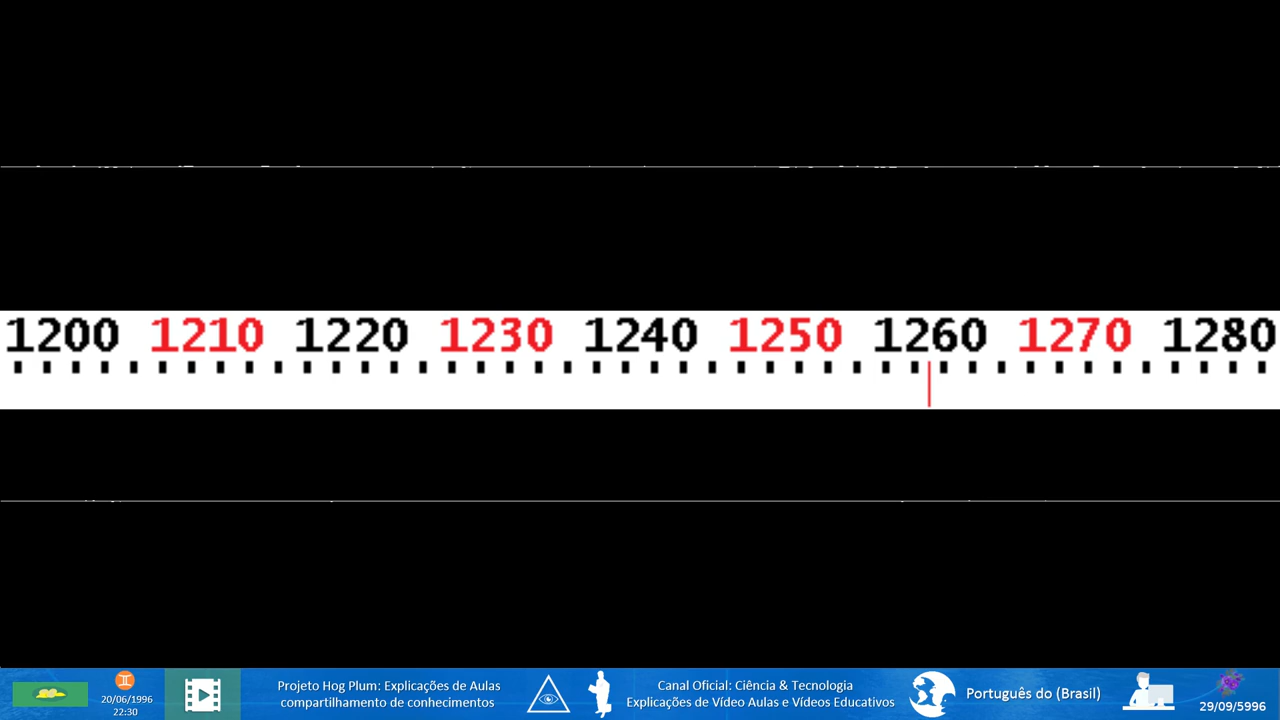 1200 1210 1220 1230 1240 1250 1260 1270 1280
20/06/1996
22:30
Projeto Hog Plum: Explicações de Aulas
compartilhamento de conhecimentos
Canal Oficial: Ciência & Tecnologia
Explicações de Vídeo Aulas e Vídeos Educativos
Português do (Brasil)
29/09/5996